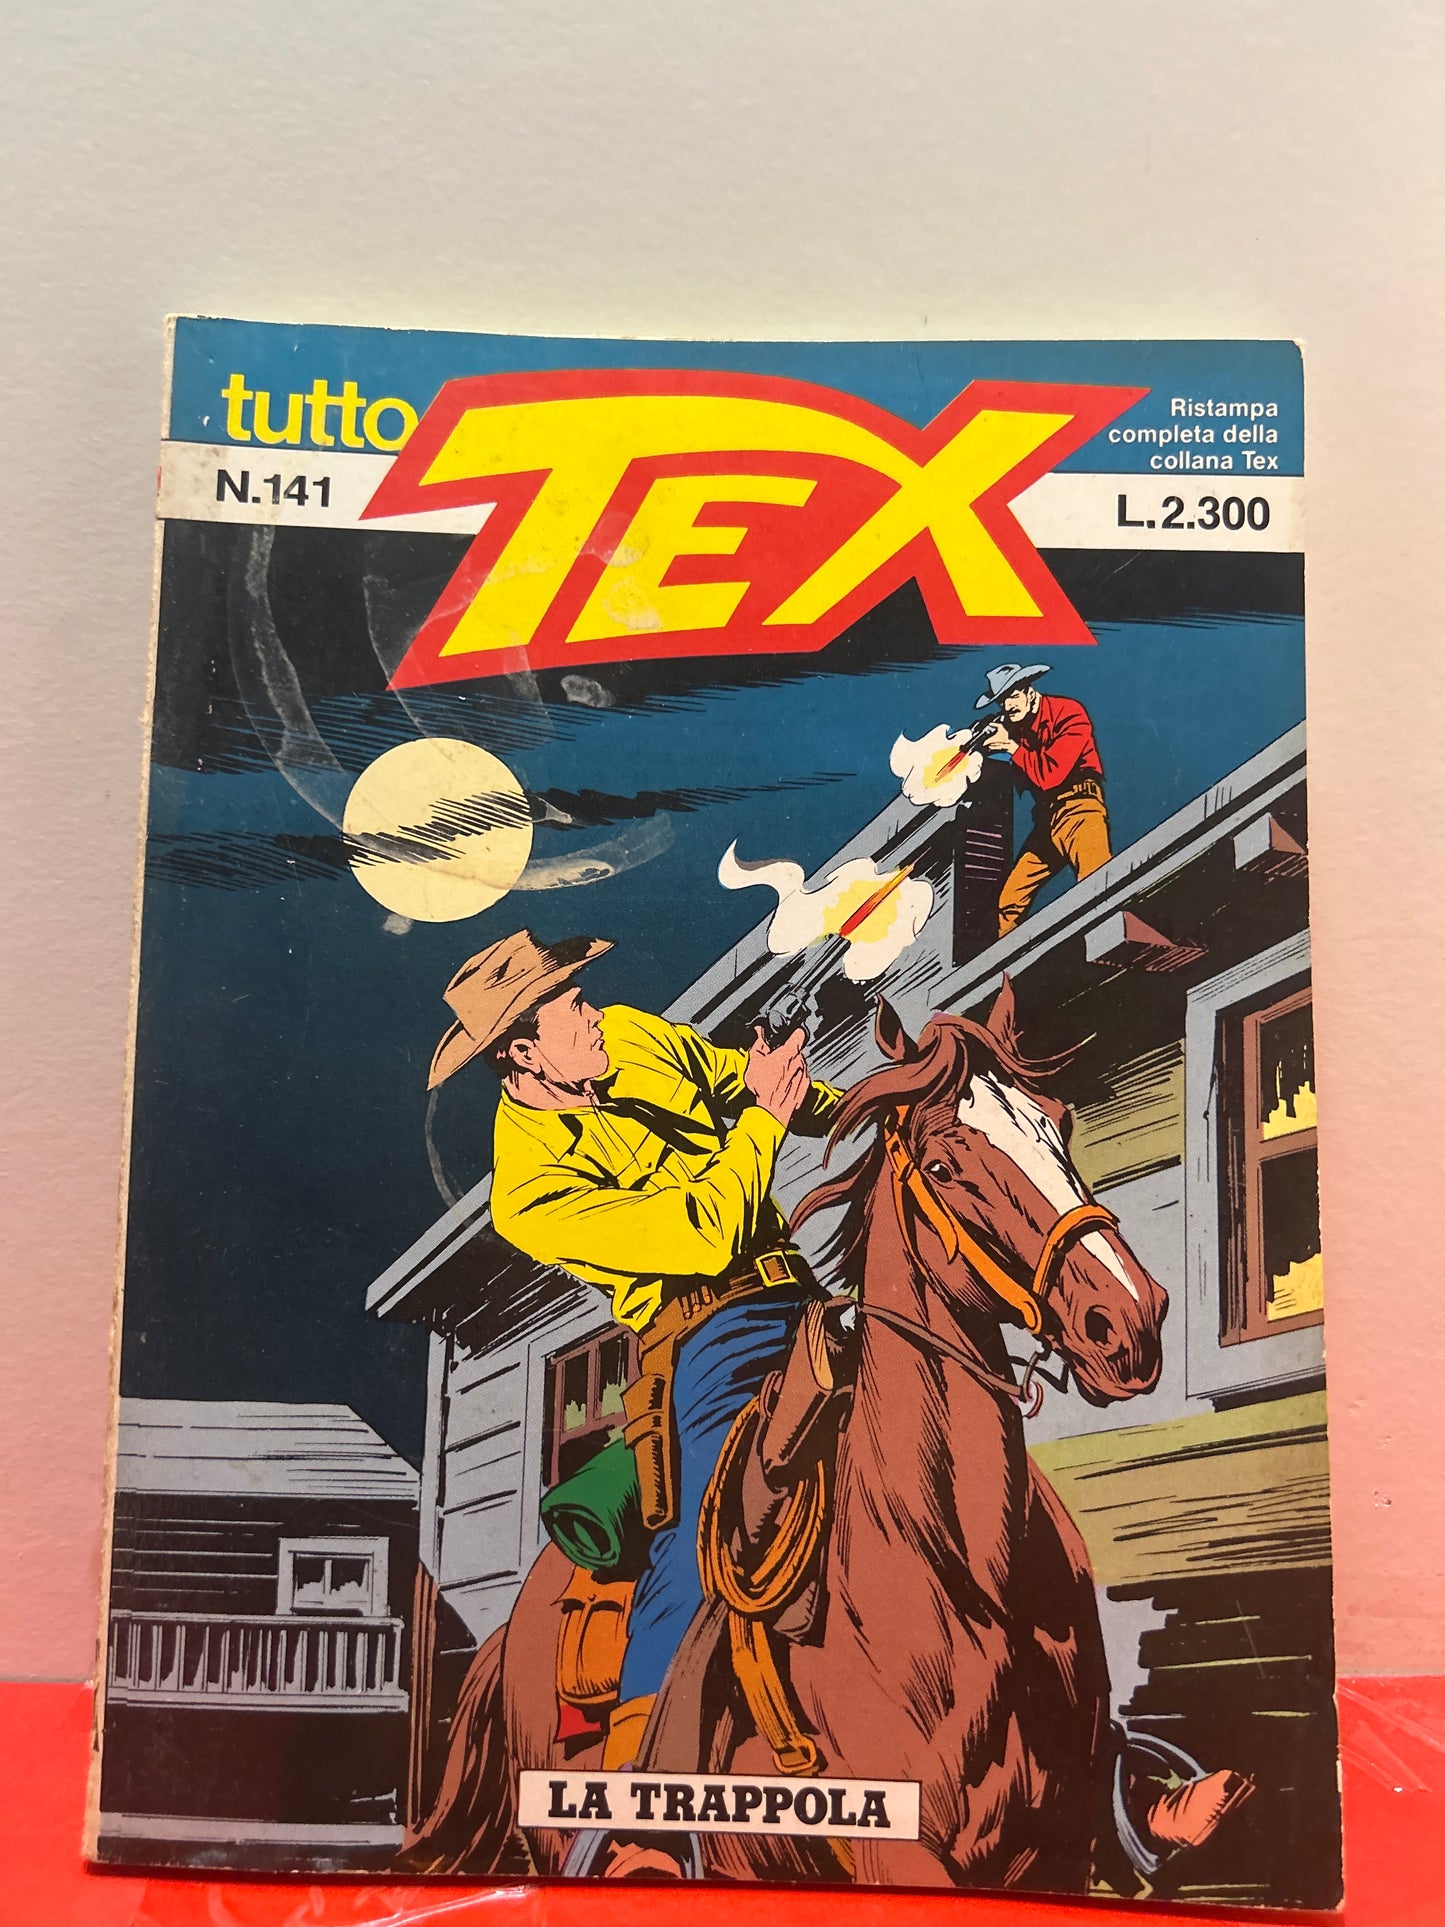 tutto TEX
Ristampa
completa della
collana Tex
N.141
L.2.300
LA TRAPPOLA